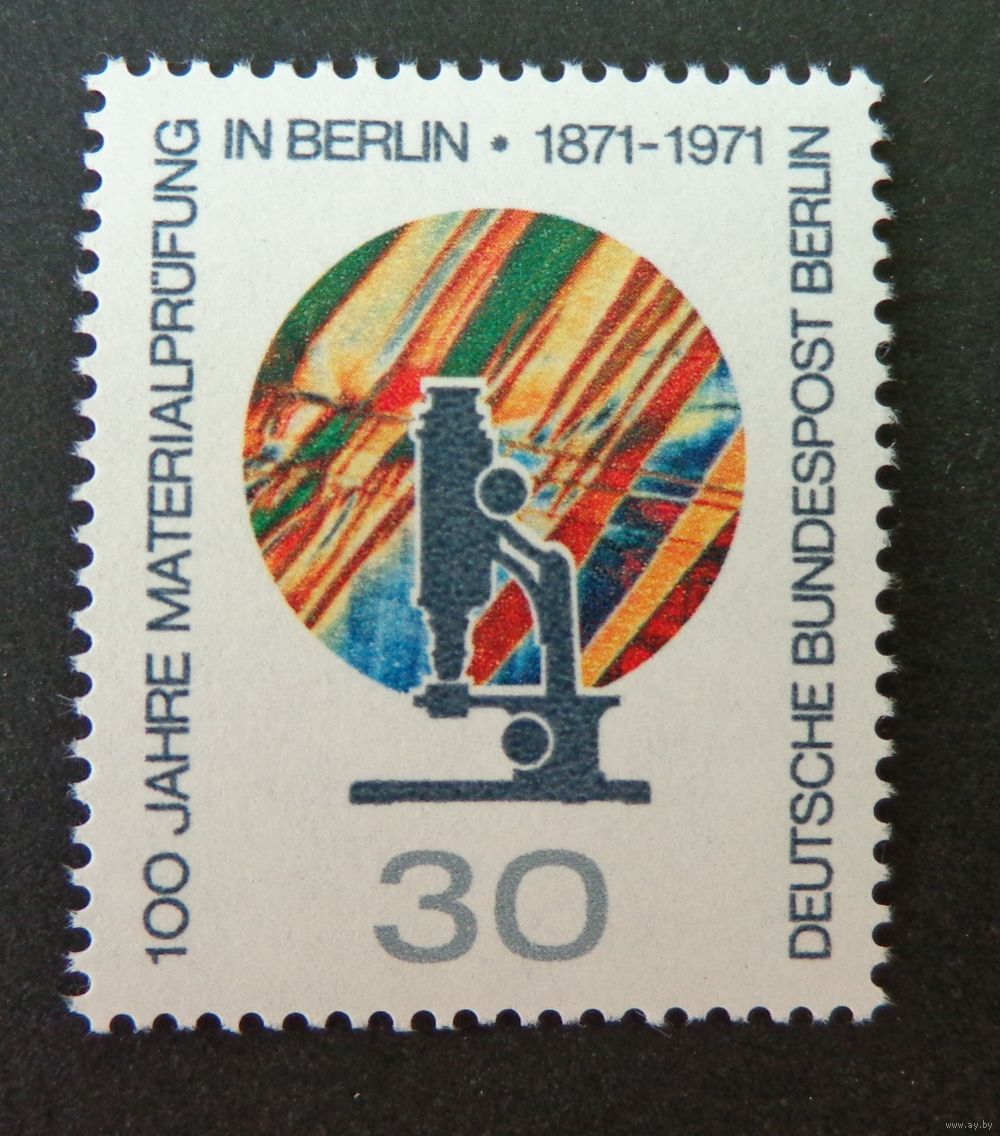 100 JAHRE MATERIALPRÜFUNG
IN BERLIN * 1871-1971
DEUTSCHE BUNDESPOST BERLIN
30
www.ay.by